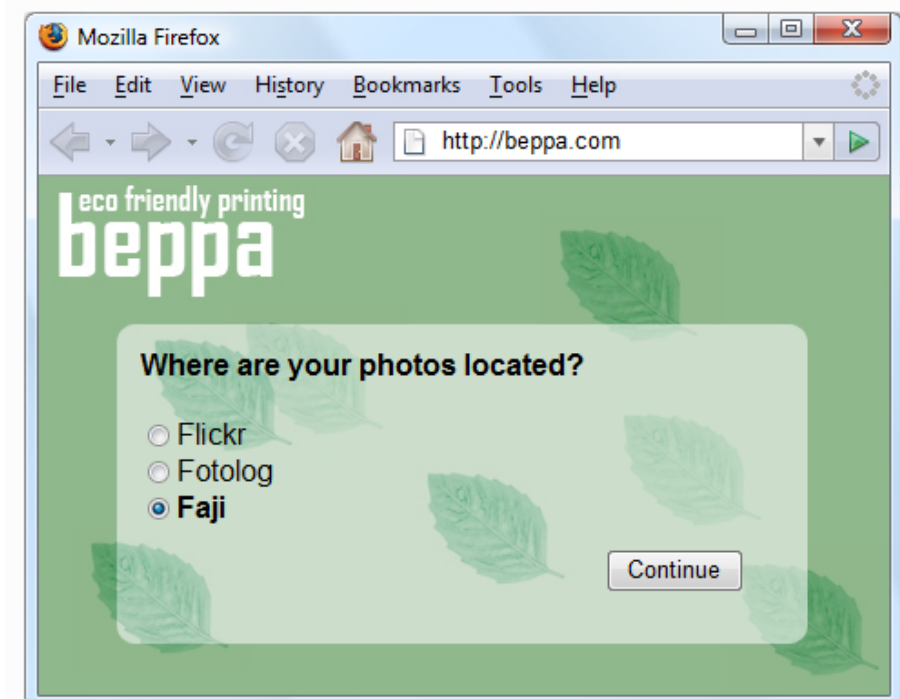 Mozilla Firefox
File Edit View History Bookmarks Tools Help
http://beppa.com
eco friendly printing
beppa
Where are your photos located?
Flickr
Fotolog
Faji
Continue